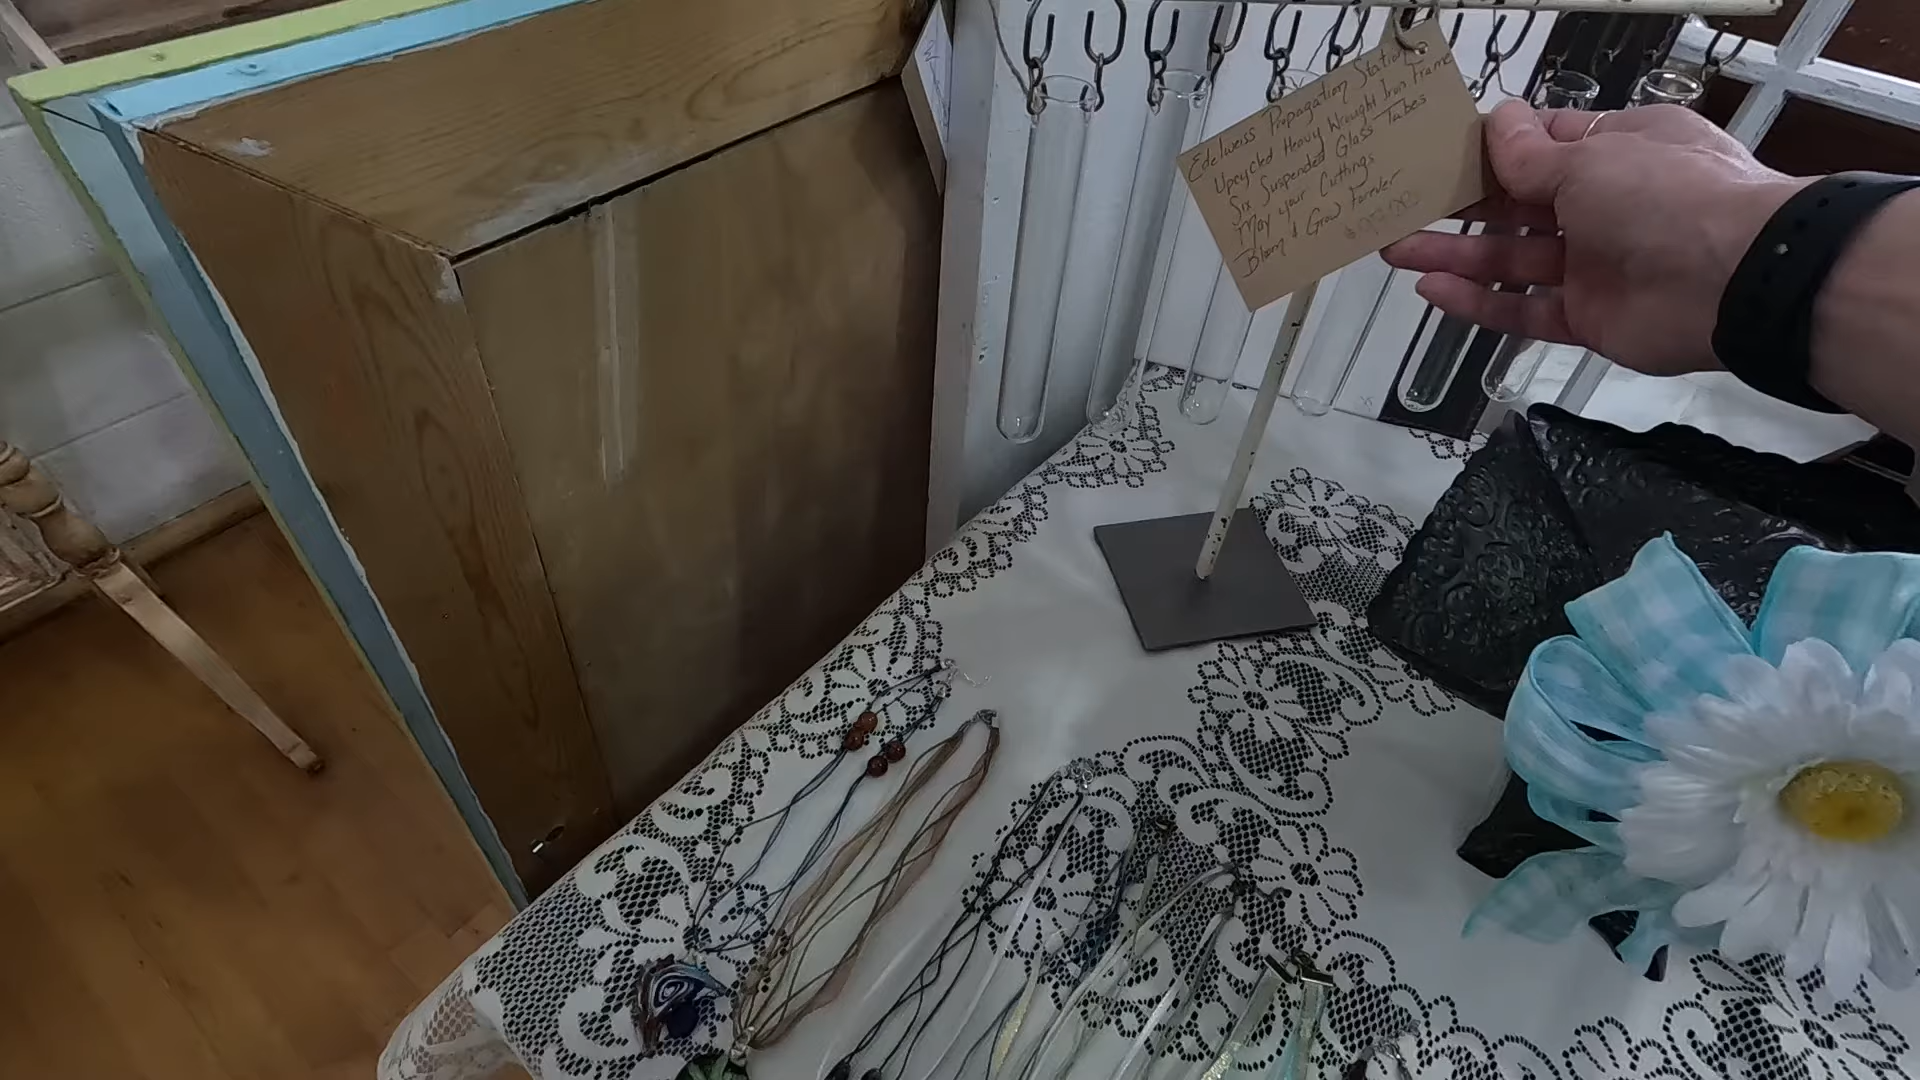 Edelweiss Propagation Station
Upcycled Heavy Wrought Iron Frame
Six Suspended Glass Tubes
May your Cuttings
Bloom & Grow Forever